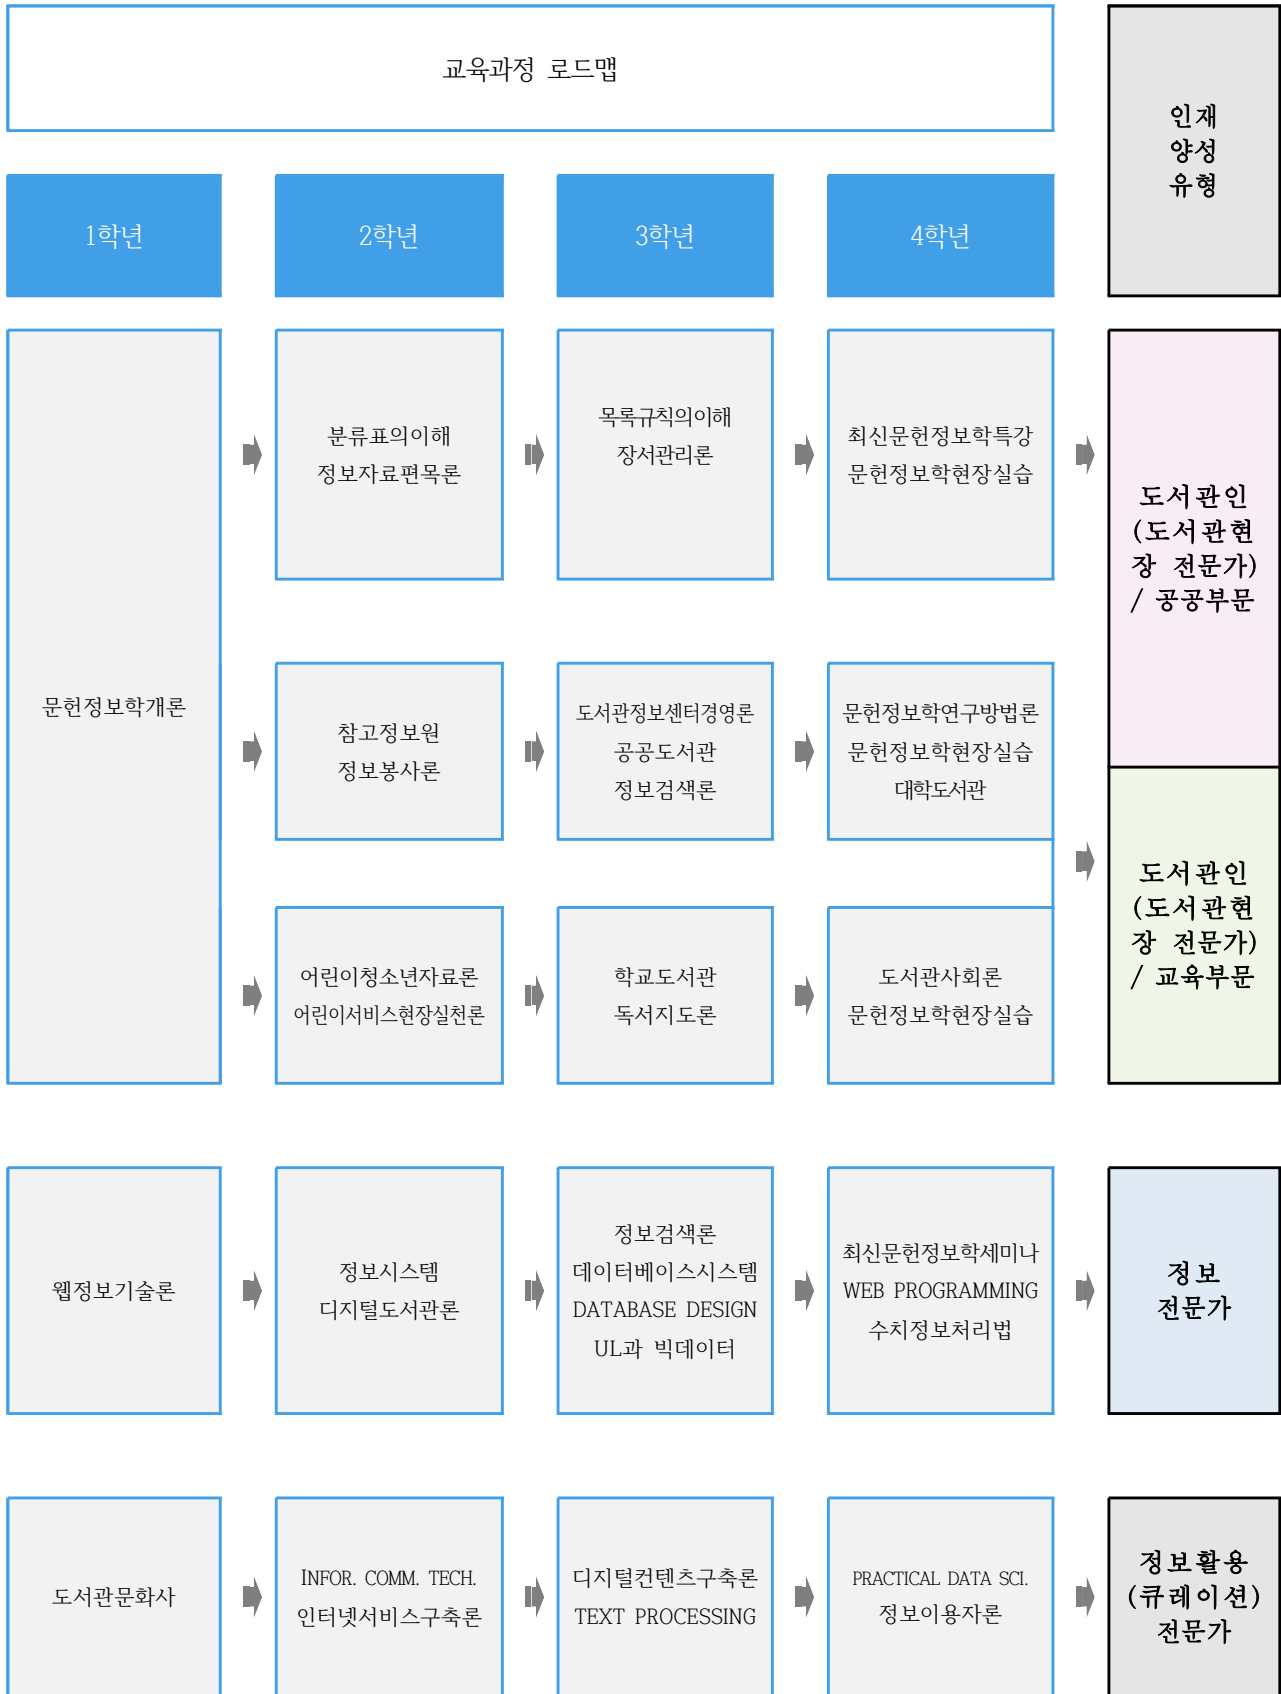 교육과정 로드맵
인재
양성
유형
1학년
2학년
3학년
4학년
문헌정보학개론
분류표의이해
정보자료편목론
목록규칙의이해
장서관리론
최신문헌정보학특강
문헌정보학현장실습
도서관인
(도서관현
장 전문가)
/ 공공부문
참고정보원
정보봉사론
도서관정보센터경영론
공공도서관
정보검색론
문헌정보학연구방법론
문헌정보학현장실습
대학도서관
어린이청소년자료론
어린이서비스현장실천론
학교도서관
독서지도론
도서관사회론
문헌정보학현장실습
도서관인
(도서관현
장 전문가)
/ 교육부문
웹정보기술론
정보시스템
디지털도서관론
정보검색론
데이터베이스시스템
DATABASE DESIGN
UL과 빅데이터
최신문헌정보학세미나
WEB PROGRAMMING
수치정보처리법
정보
전문가
도서관문화사
INFOR. COMM. TECH.
인터넷서비스구축론
디지털컨텐츠구축론
TEXT PROCESSING
PRACTICAL DATA SCI.
정보이용자론
정보활용
(큐레이션)
전문가